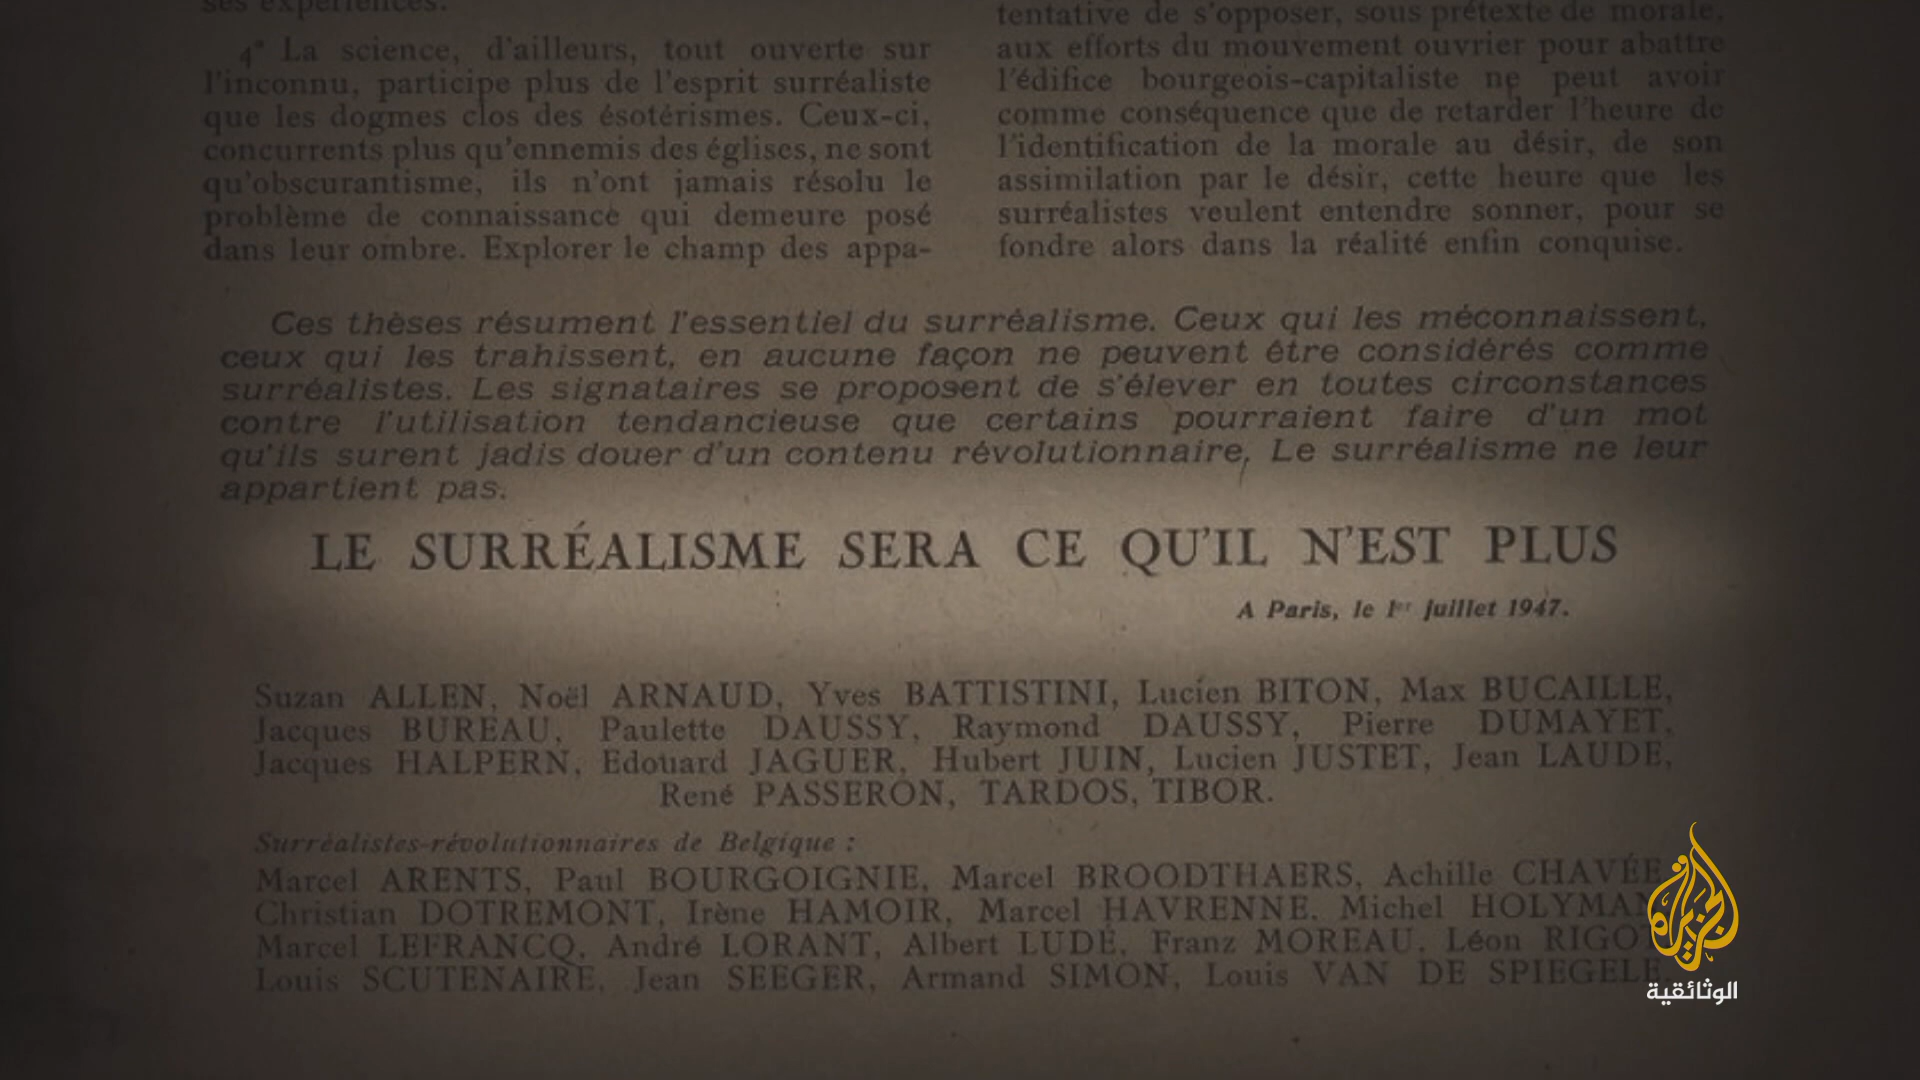 ses expériences.
4° La science, d'ailleurs, tout ouverte sur
l'inconnu, participe plus de l'esprit surréaliste
que les dogmes clos des ésotérismes. Ceux-ci,
concurrents plus qu'ennemis des églises, ne sont
qu'obscurantisme, ils n'ont jamais résolu le
problème de connaissance qui demeure posé
dans leur ombre. Explorer le champ des appa-
tentative de s'opposer, sous prétexte de morale,
aux efforts du mouvement ouvrier pour abattre
l'édifice bourgeois-capitaliste ne peut avoir
comme conséquence que de retarder l'heure de
l'identification de la morale au désir, de son
assimilation par le désir, cette heure que les
surréalistes veulent entendre sonner, pour se
fondre alors dans la réalité enfin conquise.
Ces thèses résument l'essentiel du surréalisme. Ceux qui les méconnaissent,
ceux qui les trahissent, en aucune façon ne peuvent être considérés comme
surréalistes. Les signataires se proposent de s'élever en toutes circonstances
contre l'utilisation tendancieuse que certains pourraient faire d'un mot
qu'ils surent jadis douer d'un contenu révolutionnaire. Le surréalisme ne leur
appartient pas.
LE SURRÉALISME SERA CE QU'IL N'EST PLUS
A Paris, le 1er Juillet 1947.
Suzan ALLEN, Noël ARNAUD, Yves BATTISTINI, Lucien BITON, Max BUCAILLE,
Jacques BUREAU, Paulette DAUSSY, Raymond DAUSSY, Pierre DUMAYET,
Jacques HALPERN, Edouard JAGUER, Hubert JUIN, Lucien JUSTET, Jean LAUDE,
René PASSERON, TARDOS, TIBOR.
Surréalistes-révolutionnaires de Belgique :
Marcel ARENTS, Paul BOURGOIGNIE, Marcel BROODTHAERS, Achille CHAVÉE,
Christian DOTREMONT, Irène HAMOIR, Marcel HAVRENNE, Michel HOLYMAN
Marcel LEFRANCQ, André LORANT, Albert LUDÉ, Franz MOREAU, Léon RIGOT
Louis SCUTENAIRE, Jean SEEGER, Armand SIMON, Louis VAN DE SPIEGELE
الجزيرة
الوثائقية